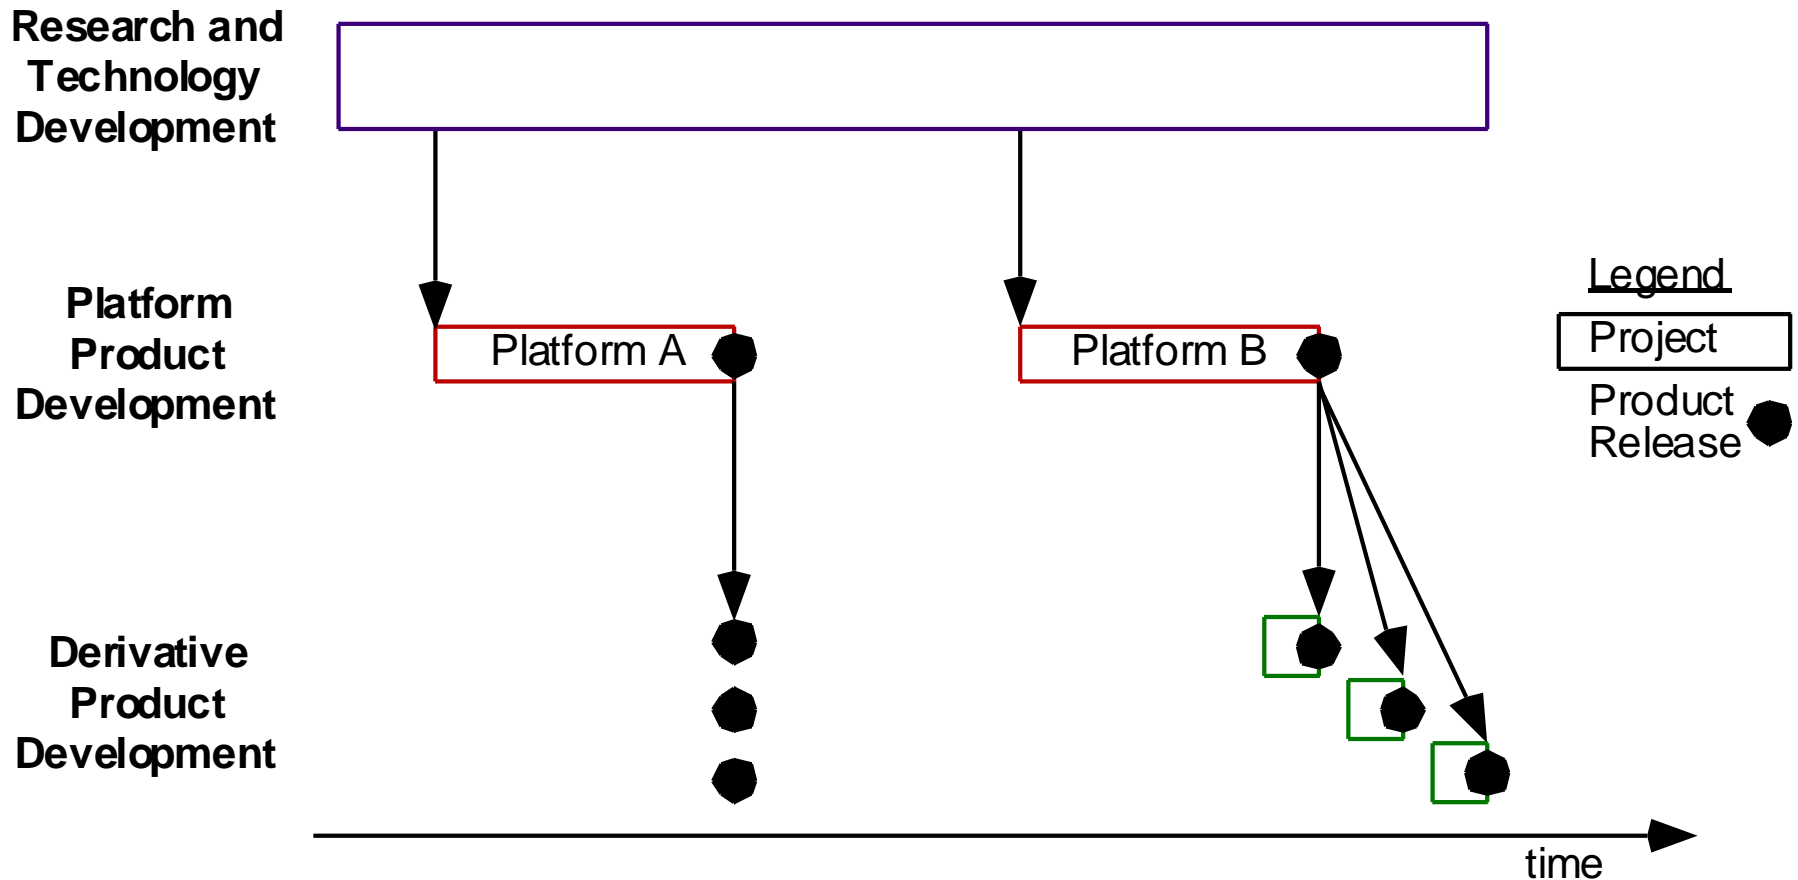 Research and
Technology
Development
Platform
Product
Development
Platform A
Platform B
Legend
Project
Product
Release
Derivative
Product
Development
time